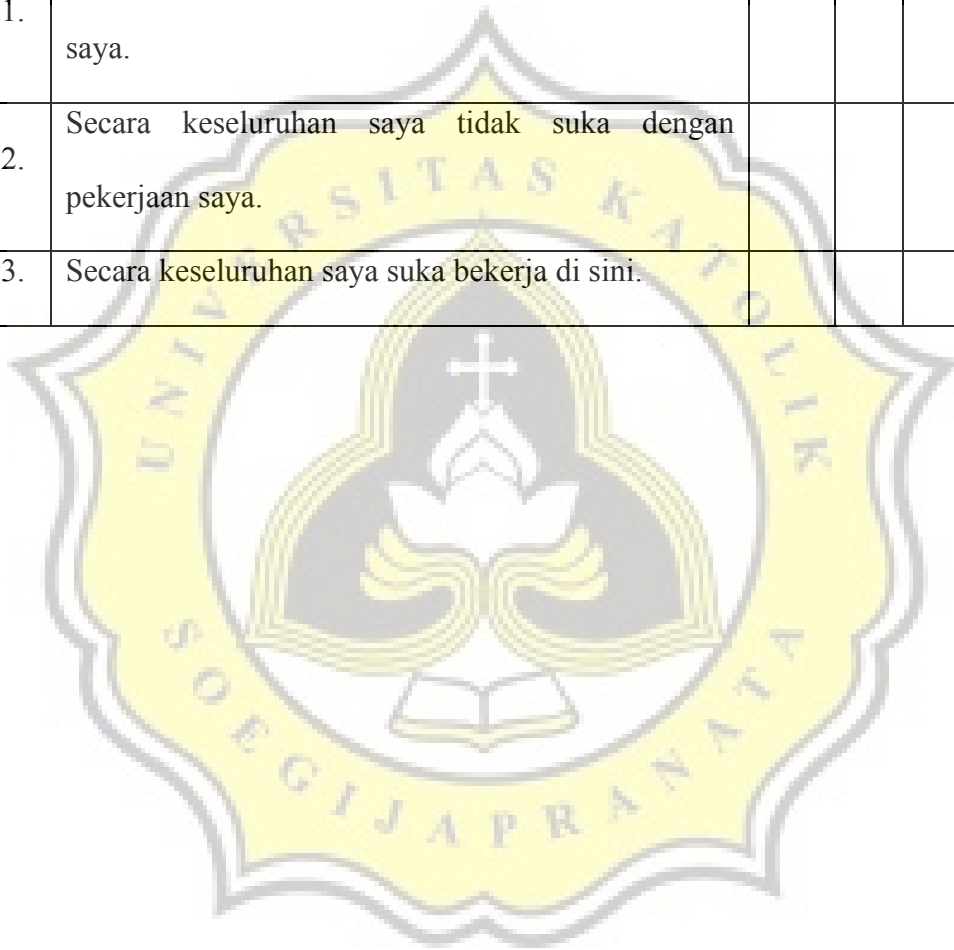 1.
saya.
Secara keseluruhan saya tidak suka dengan
2.
pekerjaan saya.
3. Secara keseluruhan saya suka bekerja di sini.
UNIVERSITAS KATOLIK
SOEGIJAPRANATA